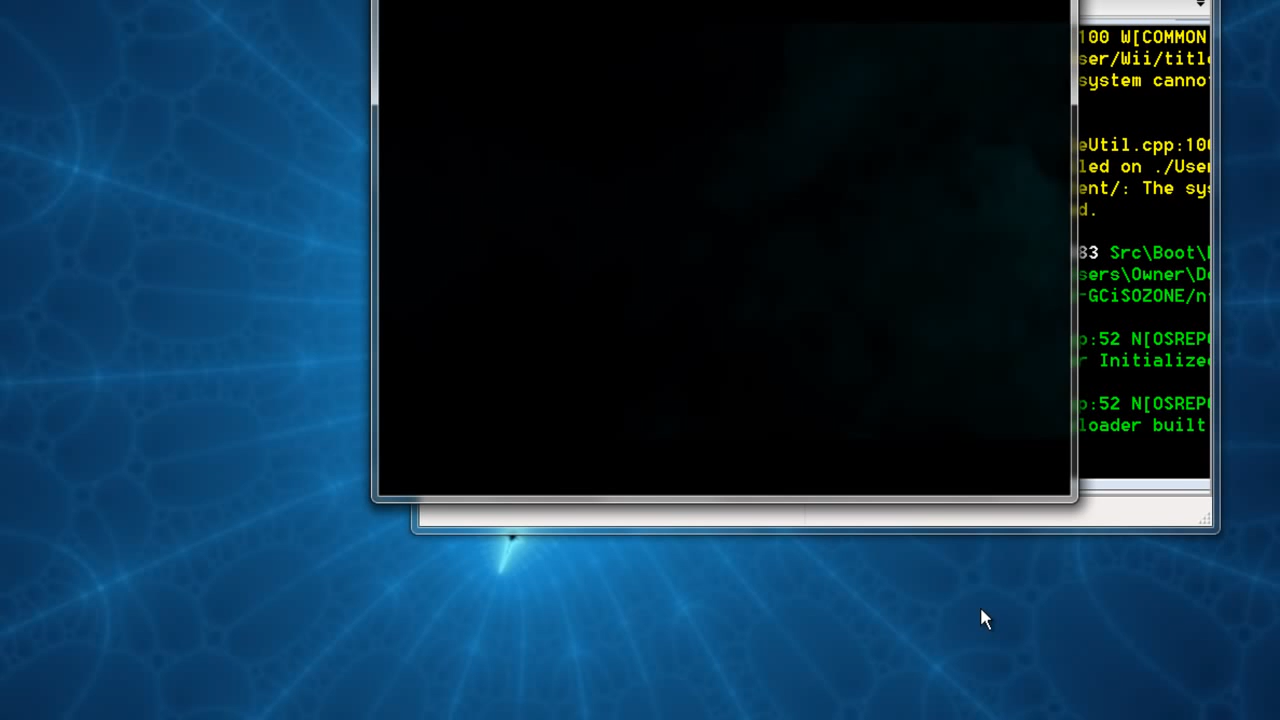 100 W[COMMON
ser/Wii/titl
system canno
eUtil.cpp:10
led on ./Use
ent/: The sy
d.
83 Src\Boot\
sers\Owner\D
-GCiSOZONE/n
p:52 N[OSREP
r Initialize
p:52 N[OSREP
loader built